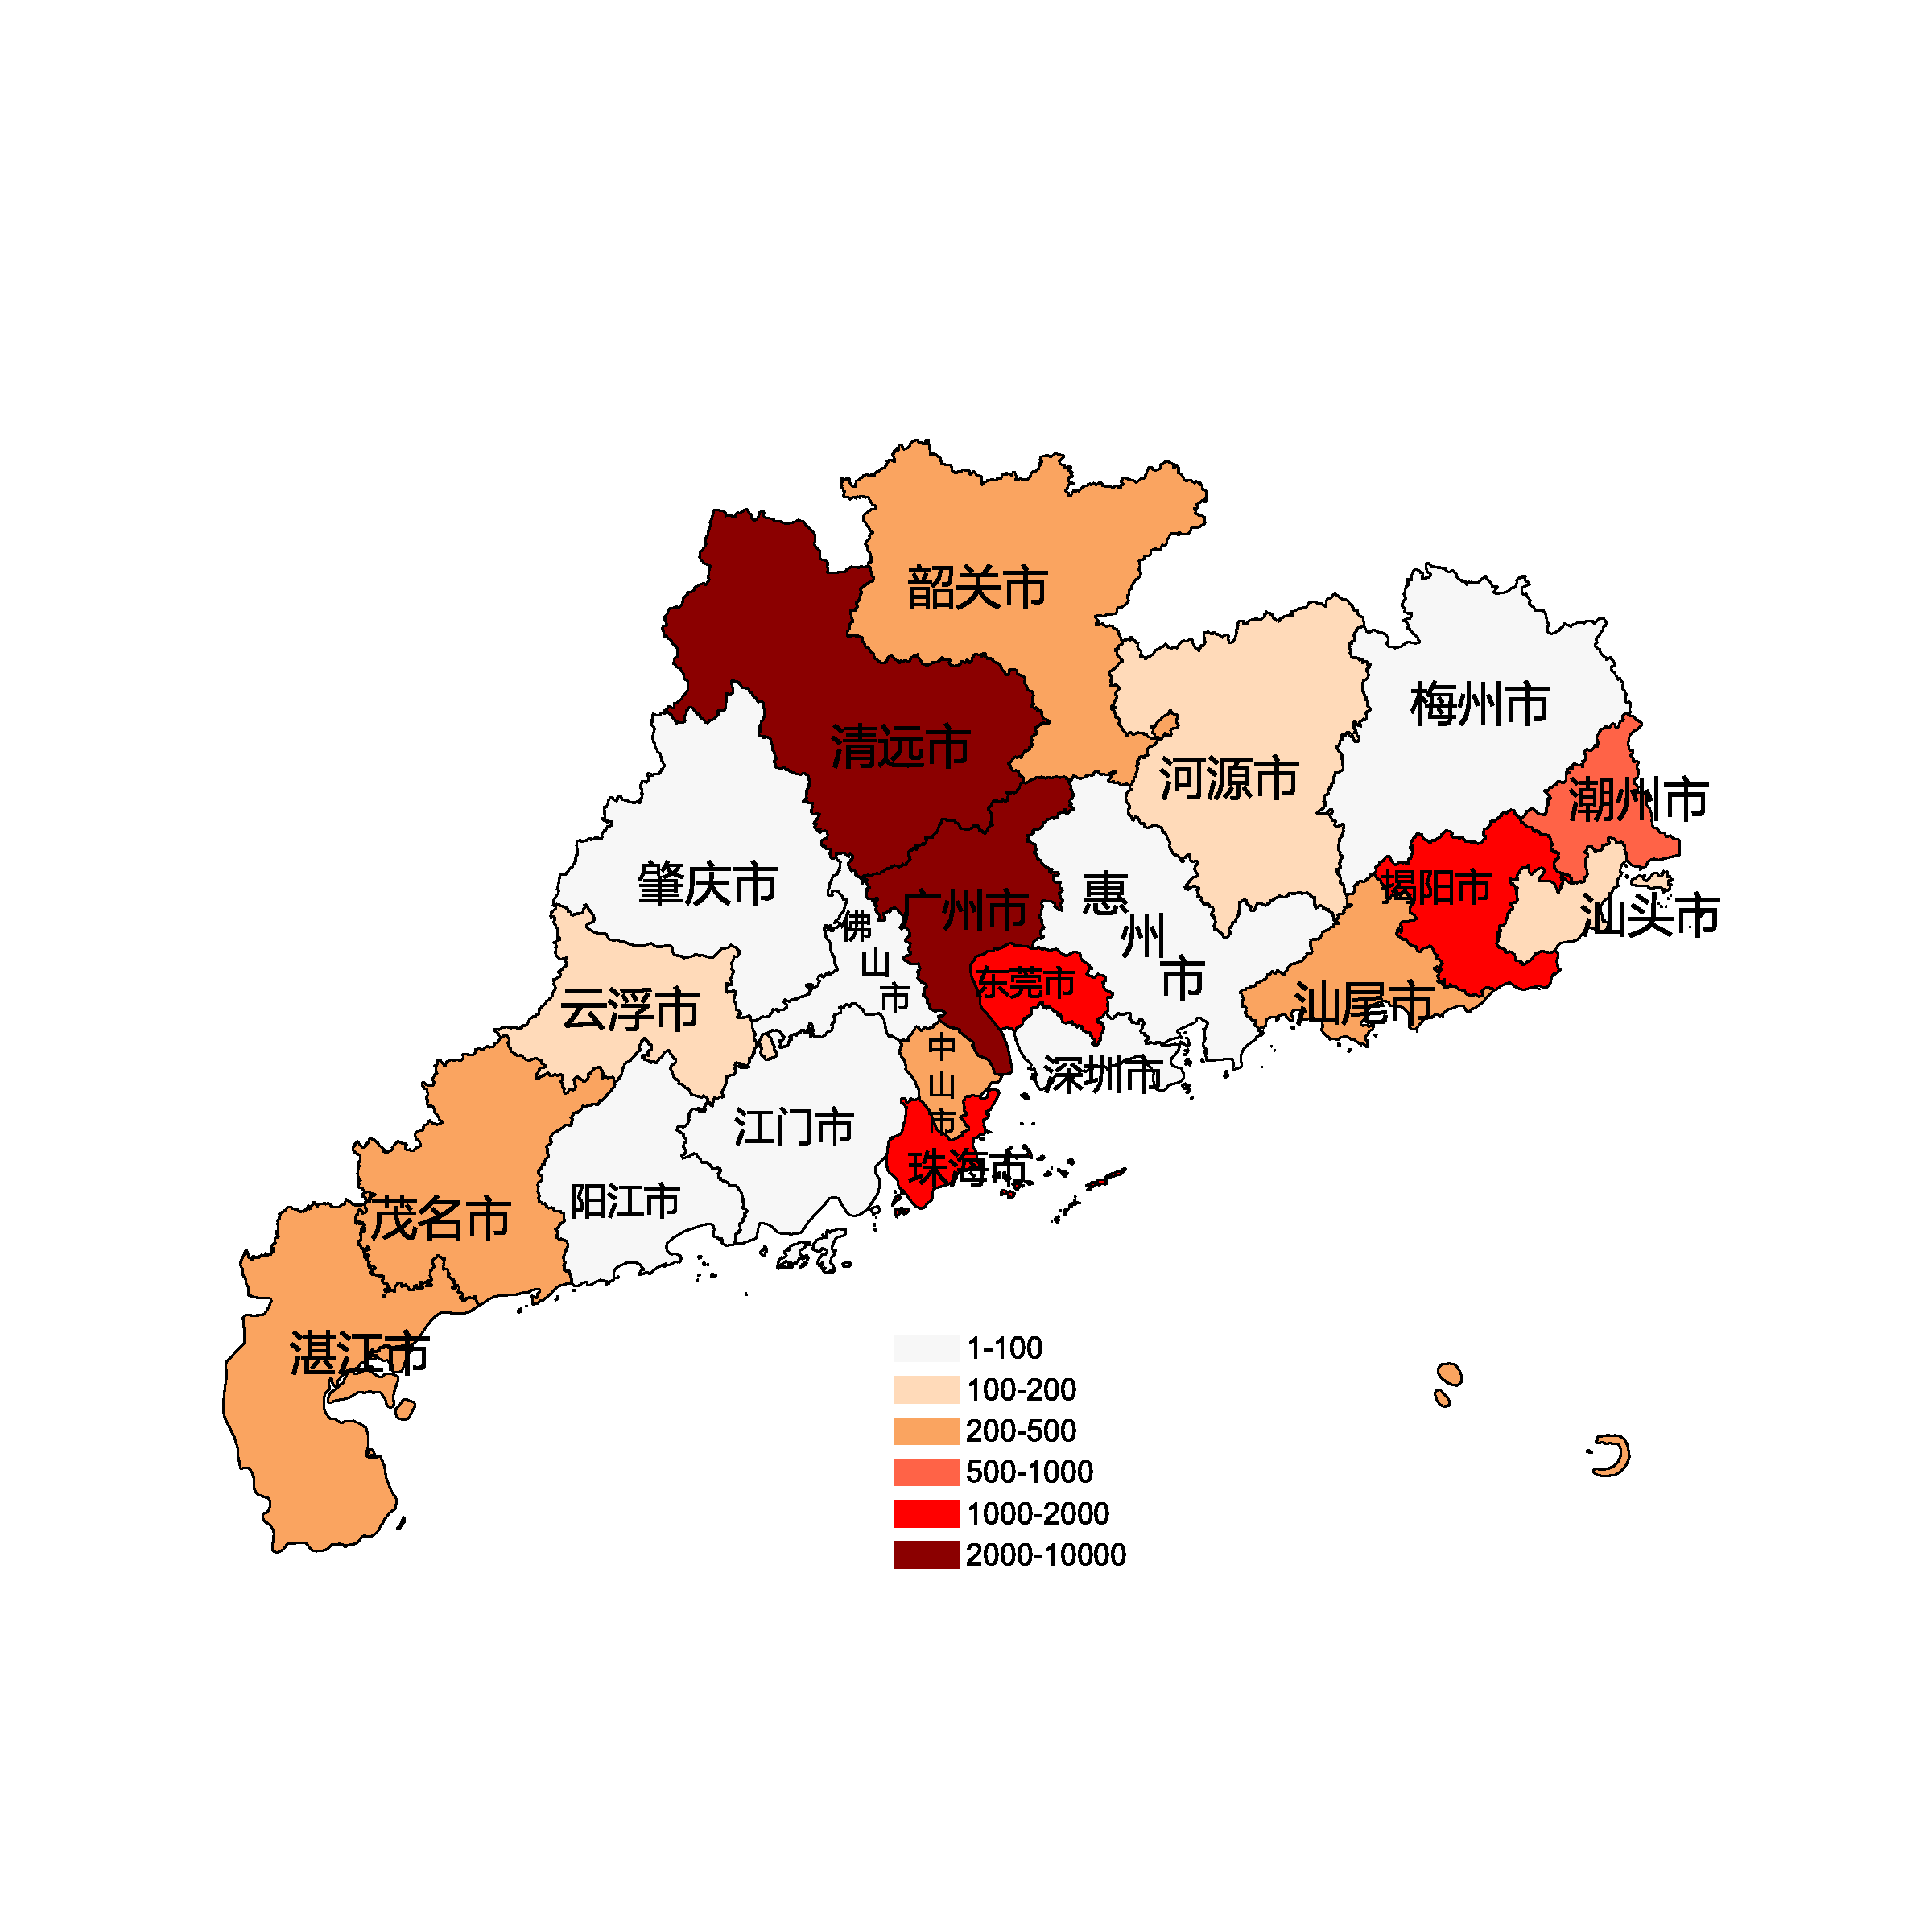 韶关市
梅州市
清远市
河源市
潮州市
肇庆市
惠州市
揭阳市
广州市
汕头市
佛山市
东莞市
云浮市
汕尾市
中山市
深圳市
江门市
珠海市
阳江市
茂名市
湛江市
1-100
100-200
200-500
500-1000
1000-2000
2000-10000